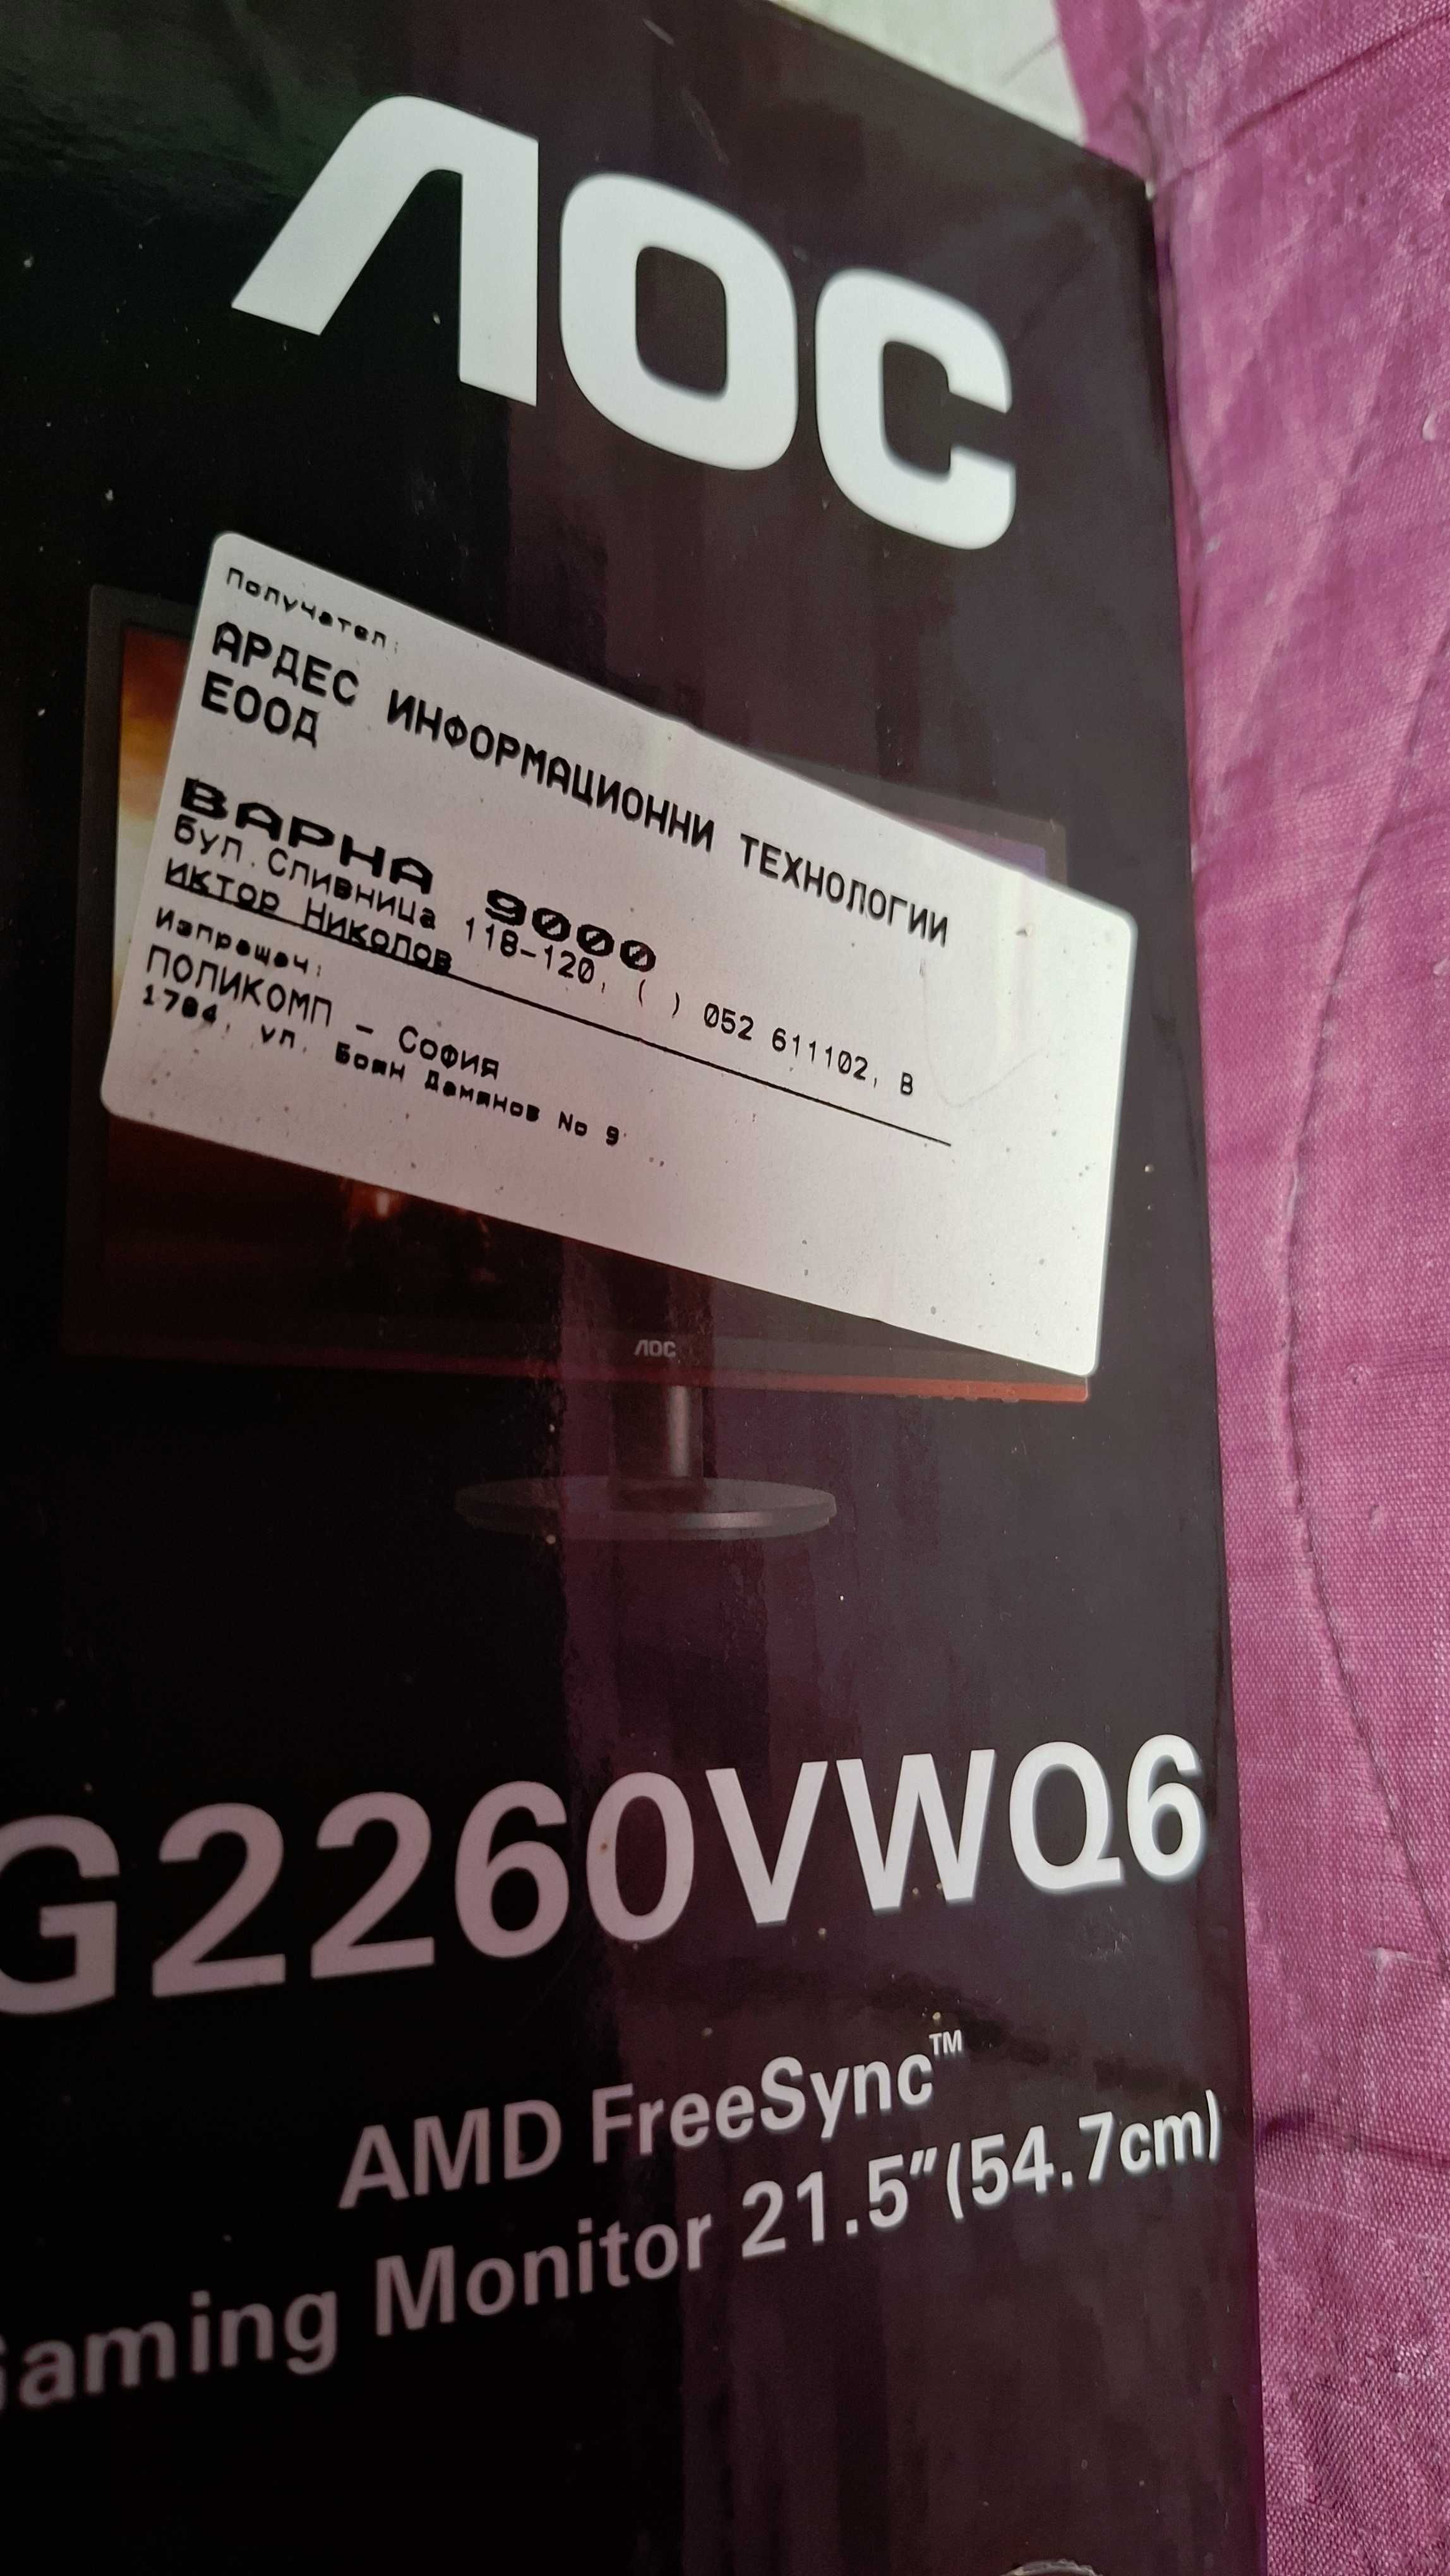 AOC
Получател:
АРДЕС ИНФОРМАЦИОННИ ТЕХНОЛОГИИ
ЕООД
ВАРНА 9000
бул.Сливница 118-120, ( ) 052 611102, В
иктор Николов
Изпращач:
ПОЛИКОМП - София
1784, ул. Боян Дамянов No 9
AOC
G2260VWQ6
AMD FreeSync™
Gaming Monitor 21.5"(54.7cm)